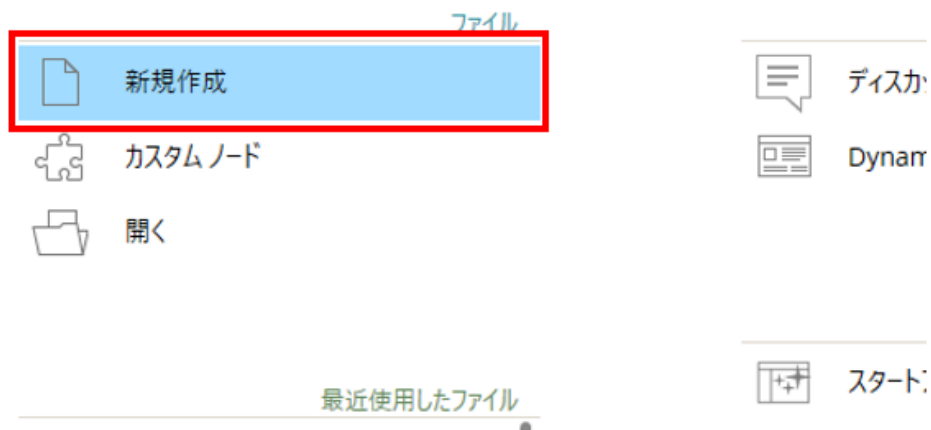 ファイル
新規作成
カスタム ノード
開く
最近使用したファイル
ディスカッ
Dynam
スタート